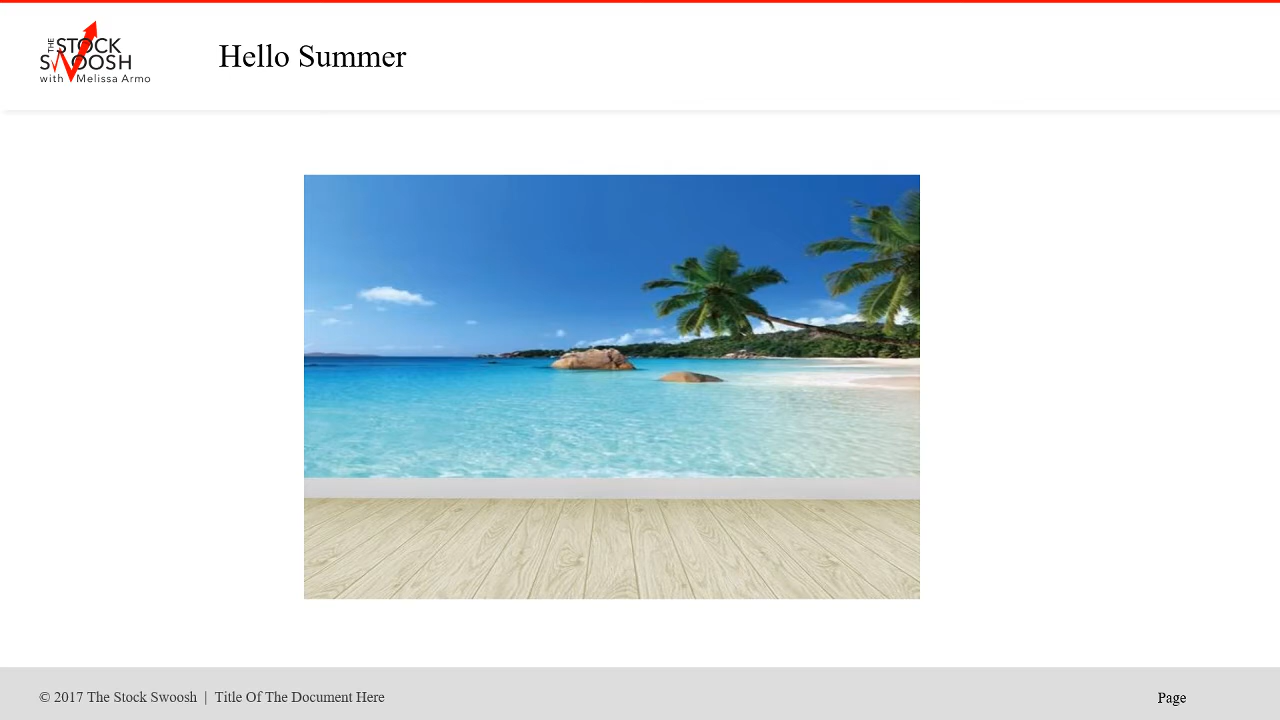 THE STOCK
SWOOSH
with Melissa Armo
Hello Summer
© 2017 The Stock Swoosh | Title Of The Document Here
Page